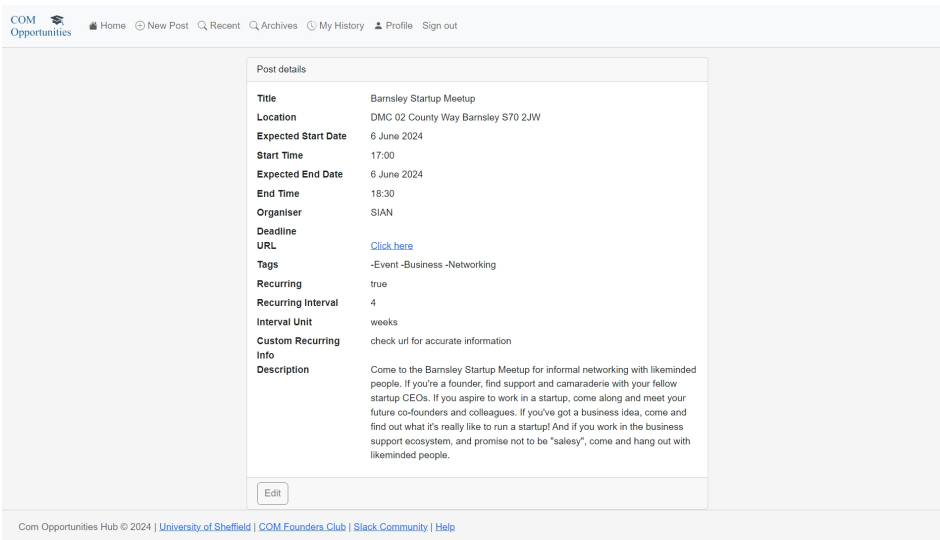 COM
Opportunities
Home New Post Recent Archives My History Profile Sign out
Post details
Title Barnsley Startup Meetup
Location DMC 02 County Way Barnsley S70 2JW
Expected Start Date 6 June 2024
Start Time 17:00
Expected End Date 6 June 2024
End Time 18:30
Organiser SIAN
Deadline
URL Click here
Tags -Event -Business -Networking
Recurring true
Recurring Interval 4
Interval Unit weeks
Custom Recurring check url for accurate information
Info
Description Come to the Barnsley Startup Meetup for informal networking with likeminded
people. If you're a founder, find support and camaraderie with your fellow
startup CEOs. If you aspire to work in a startup, come along and meet your
future co-founders and colleagues. If you've got a business idea, come and
find out what it's really like to run a startup! And if you work in the business
support ecosystem, and promise not to be "salesy", come and hang out with
likeminded people.
Edit
Com Opportunities Hub © 2024 | University of Sheffield | COM Founders Club | Slack Community | Help